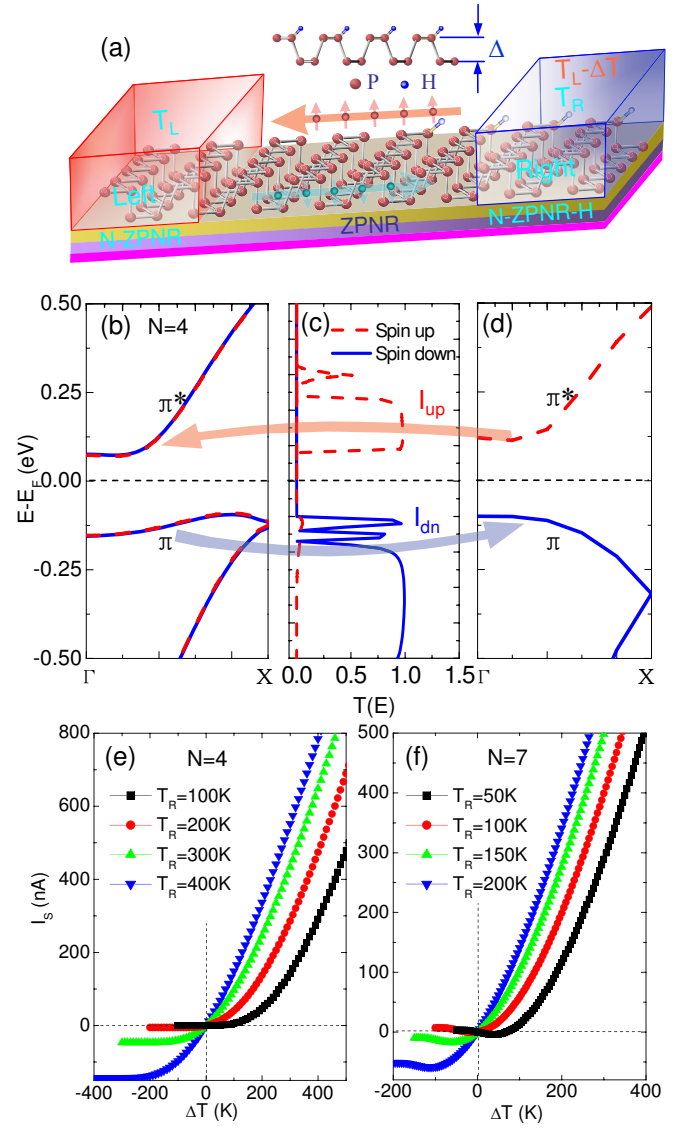 (a)
Δ
P H
T_L-ΔT
T_L
T_R
Left
Right
N-ZPNR
ZPNR
N-ZPNR-H
(b) N=4
(c)
(d)
Spin up
Spin down
π*
π
I_up
I_dn
π*
π
E-E_F (eV)
0.50
0.25
0.00
-0.25
-0.50
Γ X
0.0 0.5 1.0 1.5
Γ X
T(E)
(e) N=4
T_R=100K
T_R=200K
T_R=300K
T_R=400K
I_S (nA)
800
600
400
200
0
-400 -200 0 200 400
ΔT (K)
(f) N=7
T_R=50K
T_R=100K
T_R=150K
T_R=200K
500
400
300
200
100
0
-200 0 200 400
ΔT (K)